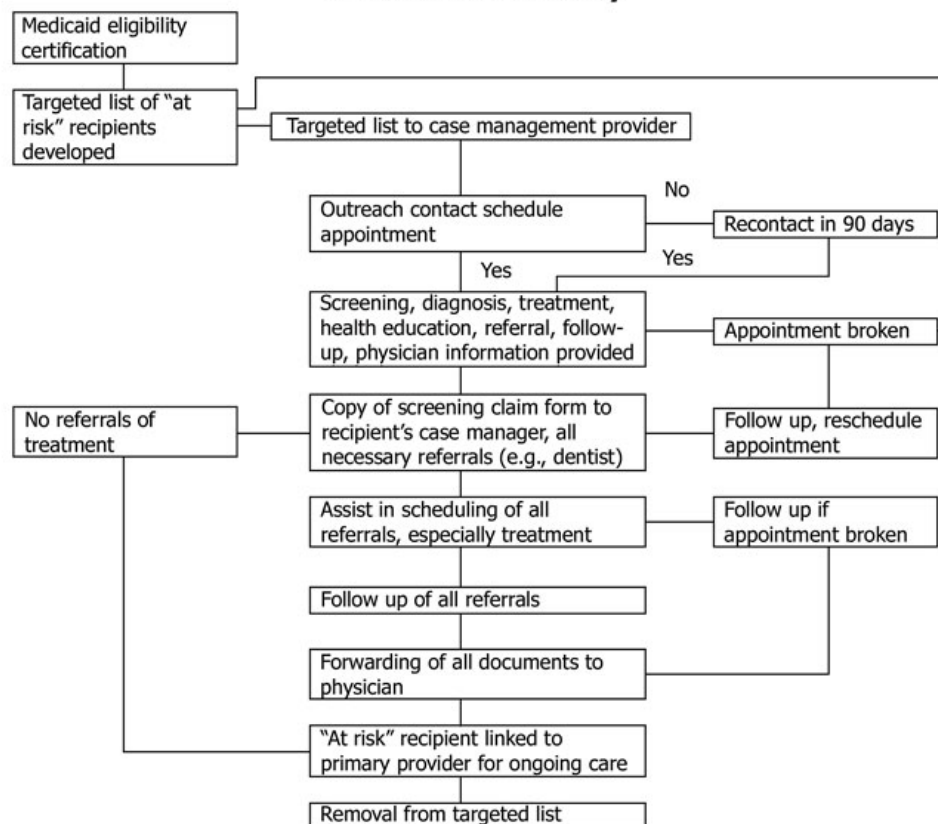 Medicaid eligibility
certification
Targeted list of “at
risk” recipients
developed
Targeted list to case management provider
No
Outreach contact schedule
appointment
Recontact in 90 days
Yes
Yes
Screening, diagnosis, treatment,
health education, referral, follow-
up, physician information provided
Appointment broken
No referrals of
treatment
Copy of screening claim form to
recipient’s case manager, all
necessary referrals (e.g., dentist)
Follow up, reschedule
appointment
Assist in scheduling of all
referrals, especially treatment
Follow up if
appointment broken
Follow up of all referrals
Forwarding of all documents to
physician
“At risk” recipient linked to
primary provider for ongoing care
Removal from targeted list